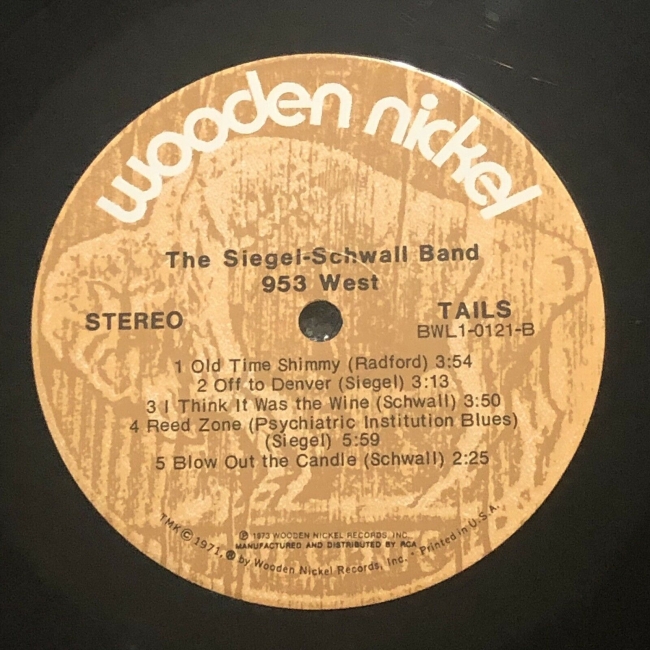 wooden nickel
The Siegel-Schwall Band
953 West
STEREO
TAILS
BWL1-0121-B
1 Old Time Shimmy (Radford) 3:54
2 Off to Denver (Siegel) 3:13
3 I Think It Was the Wine (Schwall) 3:50
4 Reed Zone (Psychiatric Institution Blues)
(Siegel) 5:59
5 Blow Out the Candle (Schwall) 2:25
℗ 1973 WOODEN NICKEL RECORDS, INC.
MANUFACTURED AND DISTRIBUTED BY RCA
TMK © 1971, ● by Wooden Nickel Records, Inc. • Printed in U.S.A.